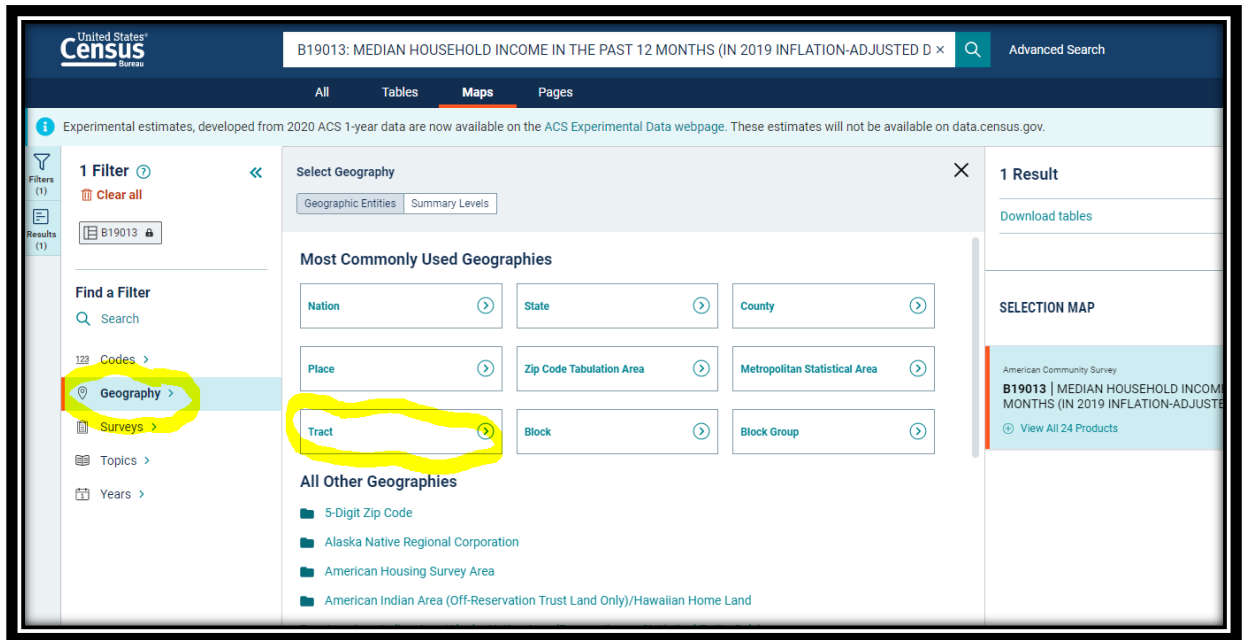 United States®
Census
Bureau
B19013: MEDIAN HOUSEHOLD INCOME IN THE PAST 12 MONTHS (IN 2019 INFLATION-ADJUSTED D ×
Advanced Search
All Tables Maps Pages
Experimental estimates, developed from 2020 ACS 1-year data are now available on the ACS Experimental Data webpage. These estimates will not be available on data.census.gov.
Filters
(1)
Results
(1)
1 Filter
Clear all
B19013
Find a Filter
Search
123 Codes
Geography
Surveys
Topics
Years
Select Geography
Geographic Entities Summary Levels
Most Commonly Used Geographies
Nation State County
Place Zip Code Tabulation Area Metropolitan Statistical Area
Tract Block Block Group
All Other Geographies
5-Digit Zip Code
Alaska Native Regional Corporation
American Housing Survey Area
American Indian Area (Off-Reservation Trust Land Only)/Hawaiian Home Land
1 Result
Download tables
SELECTION MAP
American Community Survey
B19013 | MEDIAN HOUSEHOLD INCOM
MONTHS (IN 2019 INFLATION-ADJUSTE
View All 24 Products